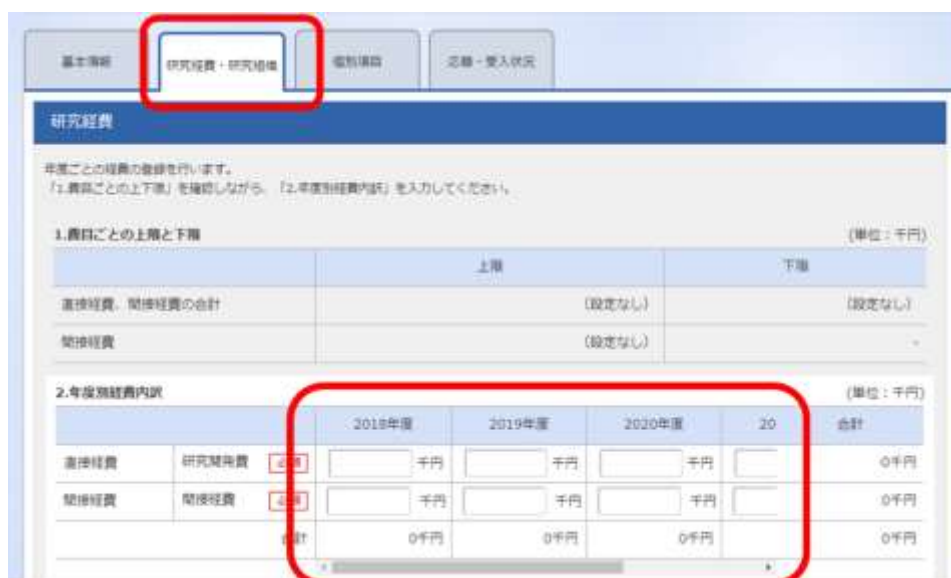 基本情報 研究経費・研究組織 個別項目 応募・受入状況
研究経費
年度ごとの経費の登録を行います。
「1.費目ごとの上下限」を確認しながら、「2.年度別経費内訳」を入力してください。
1.費目ごとの上限と下限 (単位：千円)
上限 下限
直接経費、間接経費の合計 (設定なし) (設定なし)
間接経費 (設定なし) -
2.年度別経費内訳 (単位：千円)
2018年度 2019年度 2020年度 20 合計
直接経費 研究開発費 必須 千円 千円 千円 0千円
間接経費 間接経費 必須 千円 千円 千円 0千円
合計 0千円 0千円 0千円 0千円